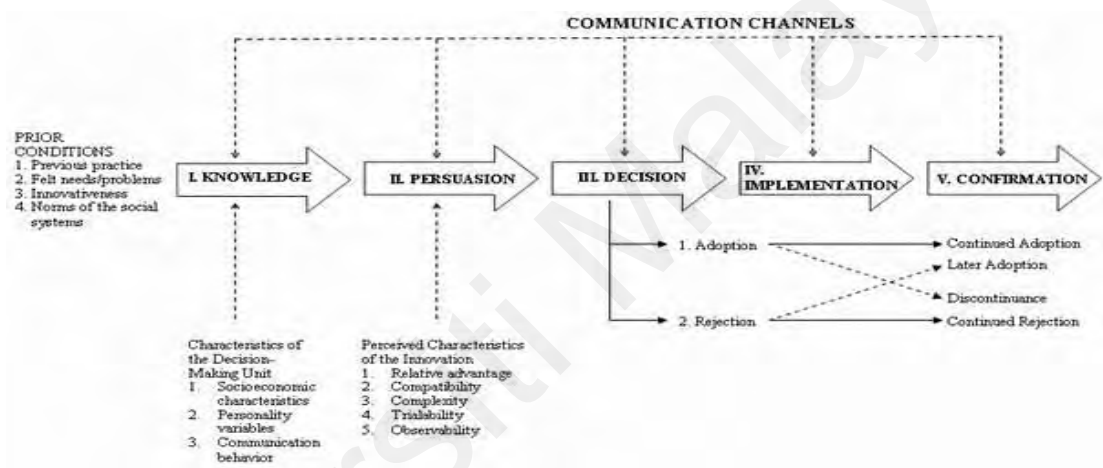 COMMUNICATION CHANNELS
PRIOR
CONDITIONS
1. Previous practice
2. Felt needs/problems
3. Innovativeness
4. Norms of the social
systems
I. KNOWLEDGE
II. PERSUASION
III. DECISION
IV.
IMPLEMENTATION
V. CONFIRMATION
1. Adoption
Continued Adoption
Later Adoption
Discontinuance
2. Rejection
Continued Rejection
Characteristics of
the Decision-
Making Unit
1. Socioeconomic
characteristics
2. Personality
variables
3. Communication
behavior
Perceived Characteristics
of the Innovation
1. Relative advantage
2. Compatibility
3. Complexity
4. Trialability
5. Observability
rsiti Malay